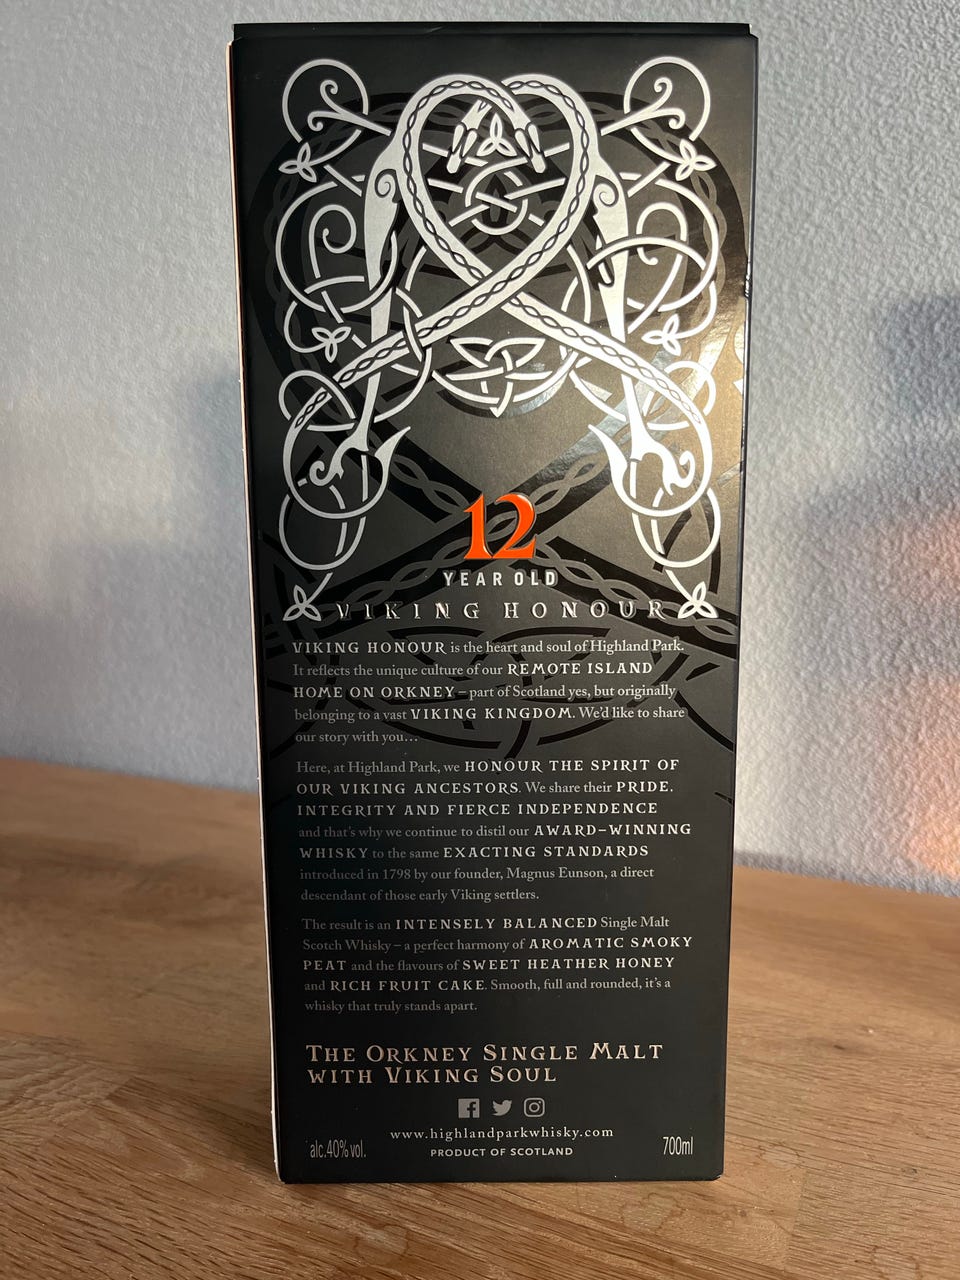 12
YEAR OLD
VIKING HONOUR
VIKING HONOUR is the heart and soul of Highland Park.
It reflects the unique culture of our REMOTE ISLAND
HOME ON ORKNEY – part of Scotland yes, but originally
belonging to a vast VIKING KINGDOM. We'd like to share
our story with you...
Here, at Highland Park, we HONOUR THE SPIRIT OF
OUR VIKING ANCESTORS. We share their PRIDE,
INTEGRITY AND FIERCE INDEPENDENCE
and that's why we continue to distil our AWARD–WINNING
WHISKY to the same EXACTING STANDARDS
introduced in 1798 by our founder, Magnus Eunson, a direct
descendant of those early Viking settlers.
The result is an INTENSELY BALANCED Single Malt
Scotch Whisky – a perfect harmony of AROMATIC SMOKY
PEAT and the flavours of SWEET HEATHER HONEY
and RICH FRUIT CAKE. Smooth, full and rounded, it's a
whisky that truly stands apart.
THE ORKNEY SINGLE MALT
WITH VIKING SOUL
www.highlandparkwhisky.com
alc.40%vol.
PRODUCT OF SCOTLAND
700ml